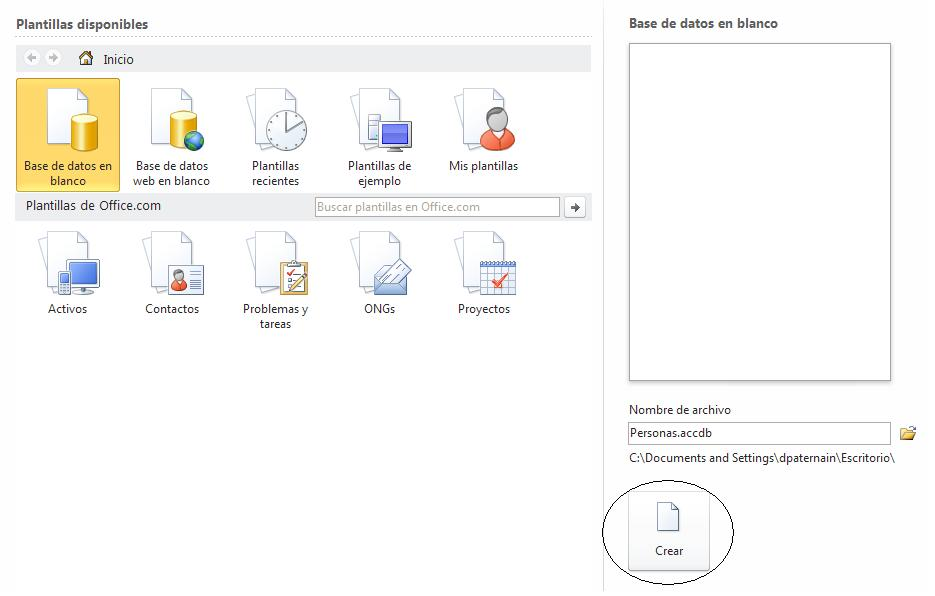 Plantillas disponibles
Inicio
Base de datos en
blanco
Base de datos
web en blanco
Plantillas
recientes
Plantillas de
ejemplo
Mis plantillas
Plantillas de Office.com
Buscar plantillas en Office.com
Activos
Contactos
Problemas y
tareas
ONGs
Proyectos
Base de datos en blanco
Nombre de archivo
Personas.accdb
C:\Documents and Settings\dpaternain\Escritorio\
Crear